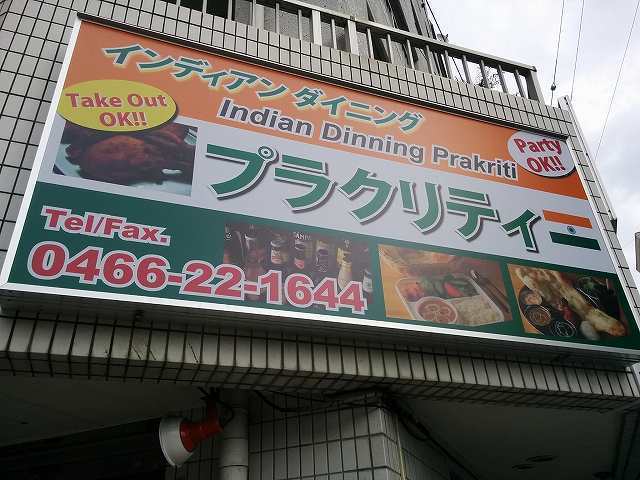 インディアン ダイニング
Take Out
OK!!
Indian Dinning Prakriti
Party
OK!!
プラクリティ
Tel/Fax.
0466-22-1644